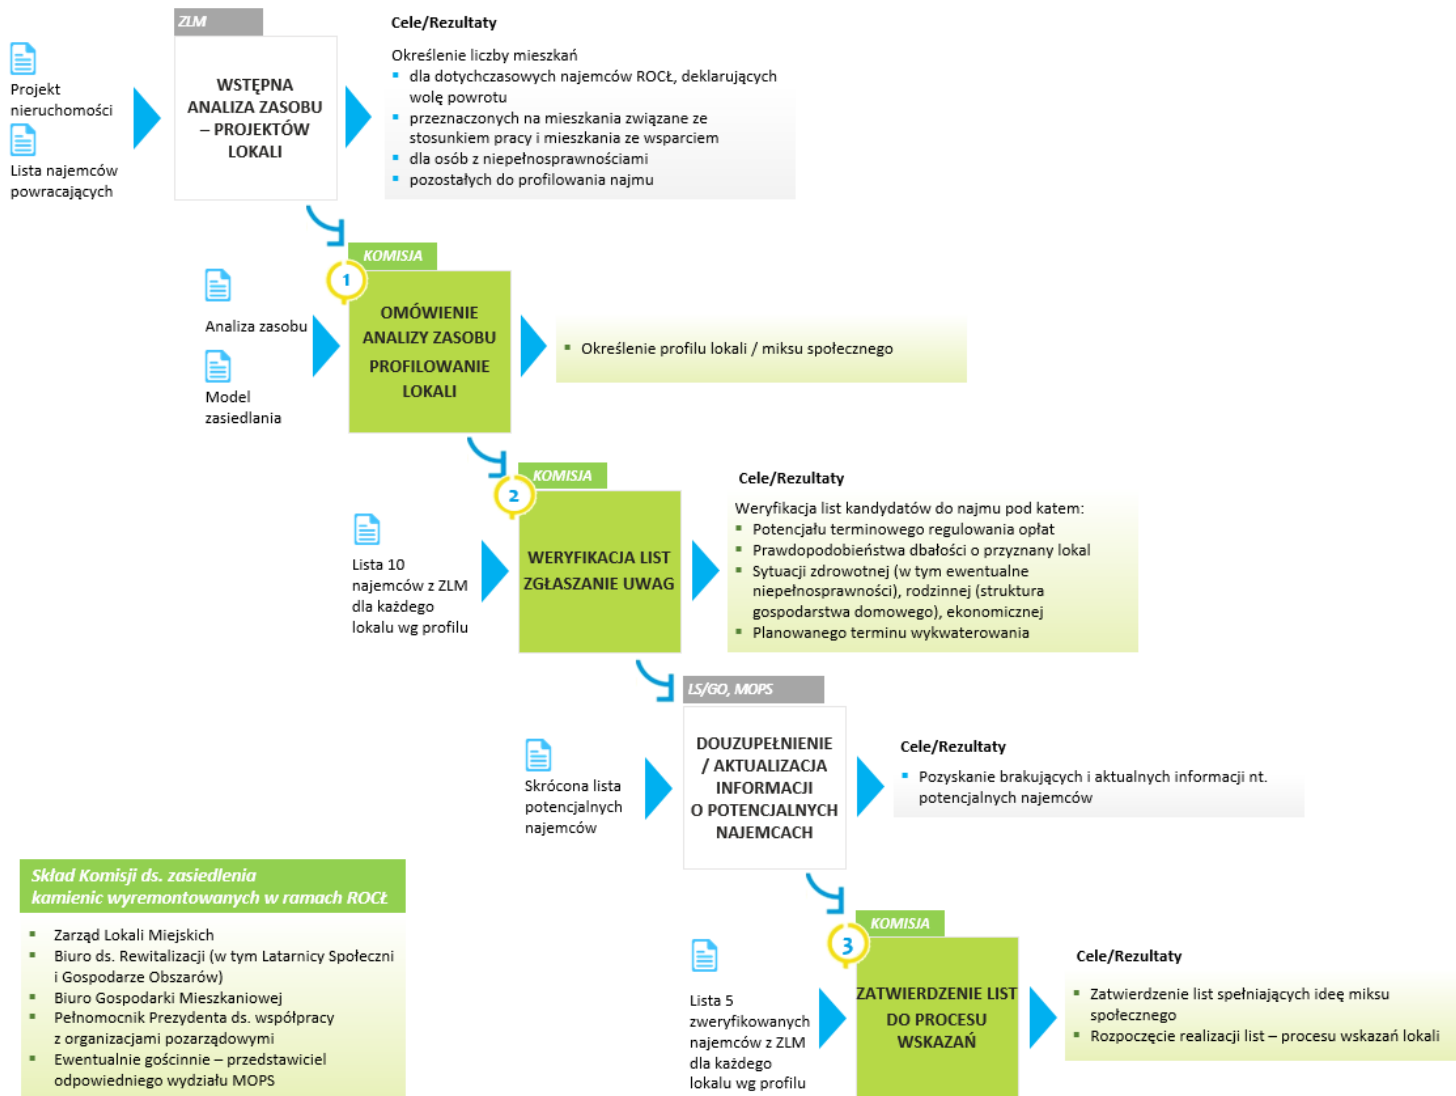 ZLM
Projekt
nieruchomości
Lista najemców
powracających
WSTĘPNA
ANALIZA ZASOBU
– PROJEKTÓW
LOKALI
Cele/Rezultaty
Określenie liczby mieszkań
▪ dla dotychczasowych najemców ROCŁ, deklarujących
wolę powrotu
▪ przeznaczonych na mieszkania związane ze
stosunkiem pracy i mieszkania ze wsparciem
▪ dla osób z niepełnosprawnościami
▪ pozostałych do profilowania najmu
KOMISJA
1
Analiza zasobu
Model
zasiedlania
OMÓWIENIE
ANALIZY ZASOBU
PROFILOWANIE
LOKALI
▪ Określenie profilu lokali / miksu społecznego
KOMISJA
2
Lista 10
najemców z ZLM
dla każdego
lokalu wg profilu
WERYFIKACJA LIST
ZGŁASZANIE UWAG
Cele/Rezultaty
Weryfikacja list kandydatów do najmu pod katem:
▪ Potencjału terminowego regulowania opłat
▪ Prawdopodobieństwa dbałości o przyznany lokal
▪ Sytuacji zdrowotnej (w tym ewentualne
niepełnosprawności), rodzinnej (struktura
gospodarstwa domowego), ekonomicznej
▪ Planowanego terminu wykwaterowania
LS/GO, MOPS
Skrócona lista
potencjalnych
najemców
DOUZUPEŁNIENIE
/ AKTUALIZACJA
INFORMACJI
O POTENCJALNYCH
NAJEMCACH
Cele/Rezultaty
▪ Pozyskanie brakujących i aktualnych informacji nt.
potencjalnych najemców
KOMISJA
3
Lista 5
zweryfikowanych
najemców z ZLM
dla każdego
lokalu wg profilu
ZATWIERDZENIE LIST
DO PROCESU
WSKAZAŃ
Cele/Rezultaty
▪ Zatwierdzenie list spełniających ideę miksu
społecznego
▪ Rozpoczęcie realizacji list – procesu wskazań lokali
Skład Komisji ds. zasiedlenia
kamienic wyremontowanych w ramach ROCŁ
▪ Zarząd Lokali Miejskich
▪ Biuro ds. Rewitalizacji (w tym Latarnicy Społeczni
i Gospodarze Obszarów)
▪ Biuro Gospodarki Mieszkaniowej
▪ Pełnomocnik Prezydenta ds. współpracy
z organizacjami pozarządowymi
▪ Ewentualnie gościnnie – przedstawiciel
odpowiedniego wydziału MOPS